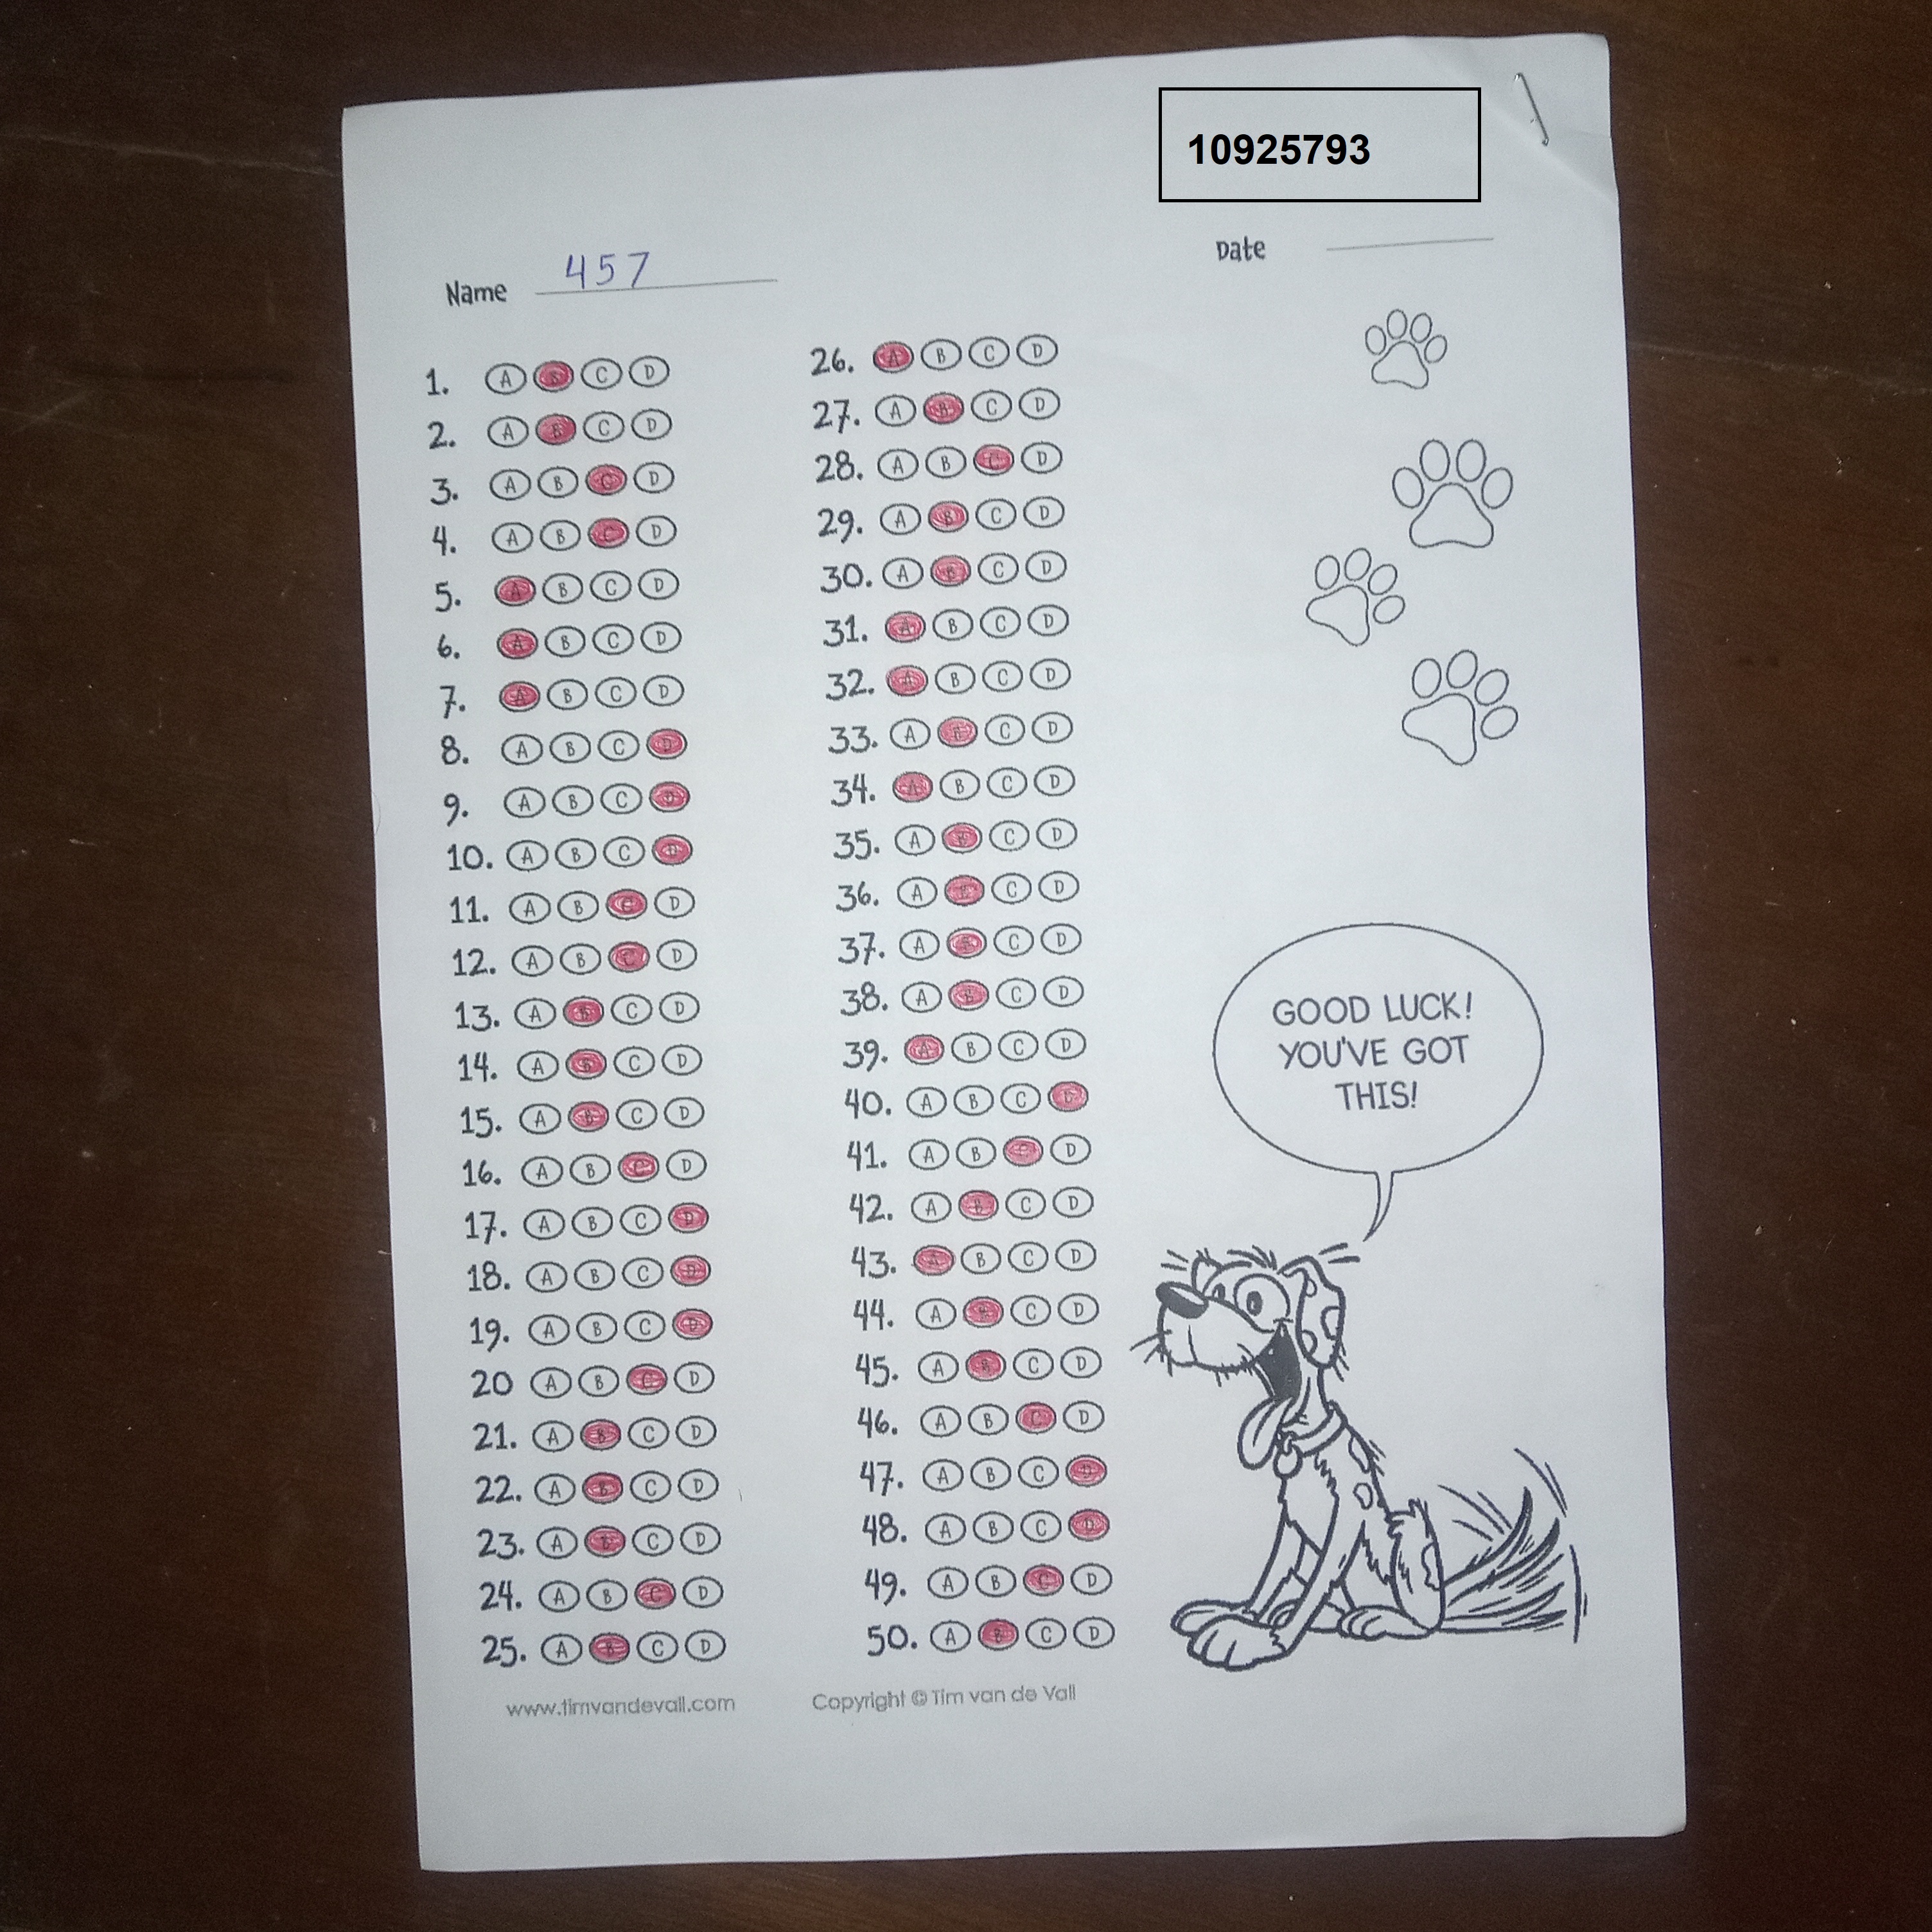 10925793
Name 457
Date
1. A B C D
2. A B C D
3. A B C D
4. A B C D
5. A B C D
6. A B C D
7. A B C D
8. A B C D
9. A B C D
10. A B C D
11. A B C D
12. A B C D
13. A B C D
14. A B C D
15. A B C D
16. A B C D
17. A B C D
18. A B C D
19. A B C D
20 A B C D
21. A B C D
22. A B C D
23. A B C D
24. A B C D
25. A B C D
26. A B C D
27. A B C D
28. A B C D
29. A B C D
30. A B C D
31. A B C D
32. A B C D
33. A B C D
34. A B C D
35. A B C D
36. A B C D
37. A B C D
38. A B C D
39. A B C D
40. A B C D
41. A B C D
42. A B C D
43. A B C D
44. A B C D
45. A B C D
46. A B C D
47. A B C D
48. A B C D
49. A B C D
50. A B C D
GOOD LUCK!
YOU'VE GOT
THIS!
www.timvandevall.com
Copyright © Tim van de Vall